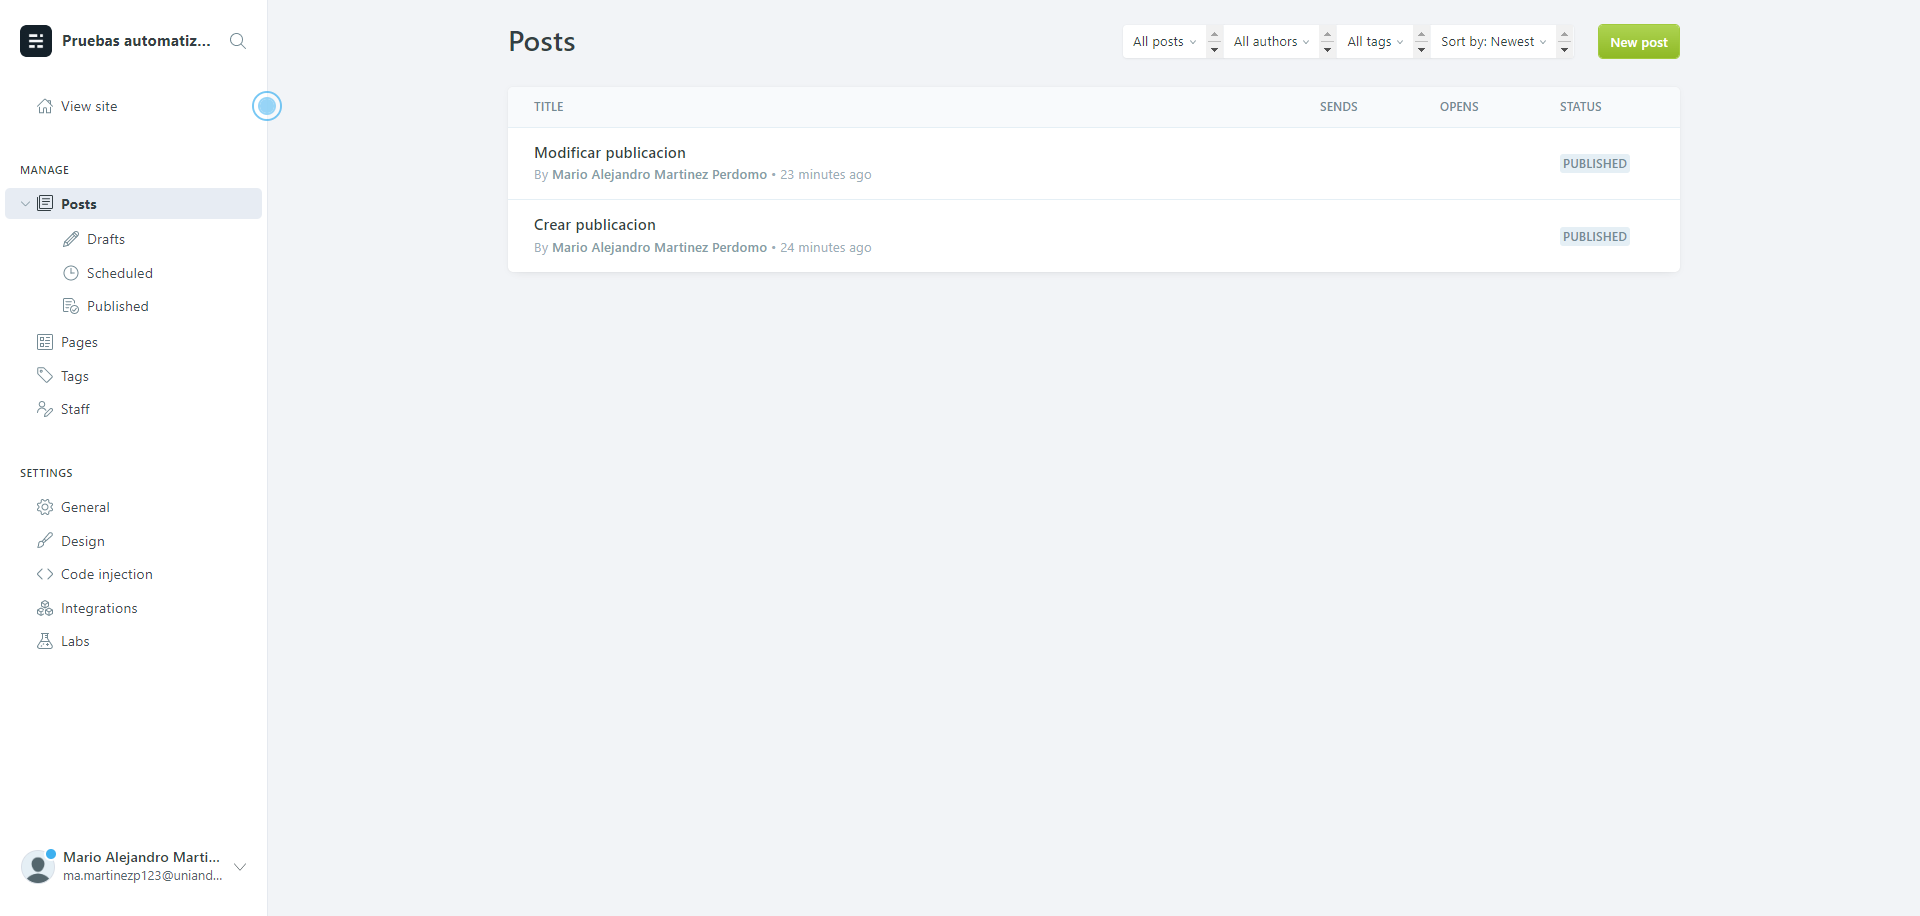 Pruebas automatiz...
View site
MANAGE
Posts
Drafts
Scheduled
Published
Pages
Tags
Staff
SETTINGS
General
Design
Code injection
Integrations
Labs
Mario Alejandro Marti...
ma.martinezp123@uniand...
Posts
All posts
All authors
All tags
Sort by: Newest
New post
TITLE SENDS OPENS STATUS
Modificar publicacion
By Mario Alejandro Martinez Perdomo • 23 minutes ago
PUBLISHED
Crear publicacion
By Mario Alejandro Martinez Perdomo • 24 minutes ago
PUBLISHED